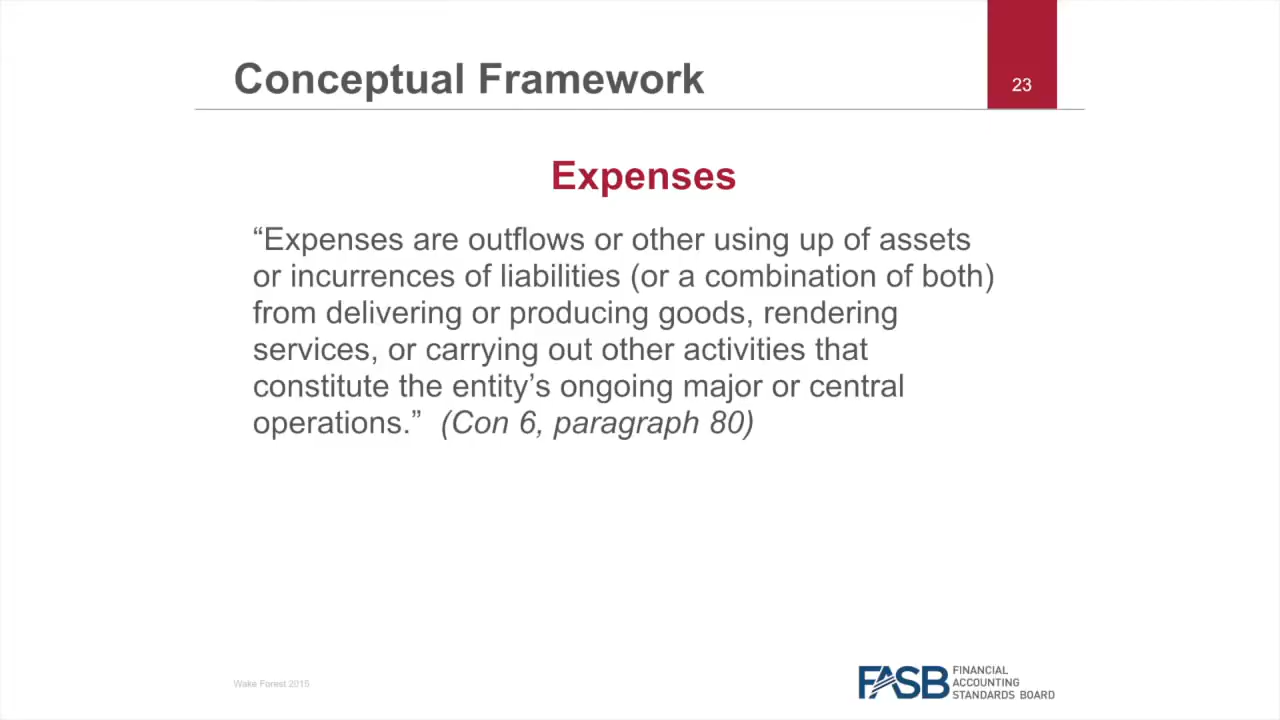 Conceptual Framework
23
Expenses
“Expenses are outflows or other using up of assets
or incurrences of liabilities (or a combination of both)
from delivering or producing goods, rendering
services, or carrying out other activities that
constitute the entity’s ongoing major or central
operations.” (Con 6, paragraph 80)
Wake Forest 2015
FASB
FINANCIAL
ACCOUNTING
STANDARDS BOARD